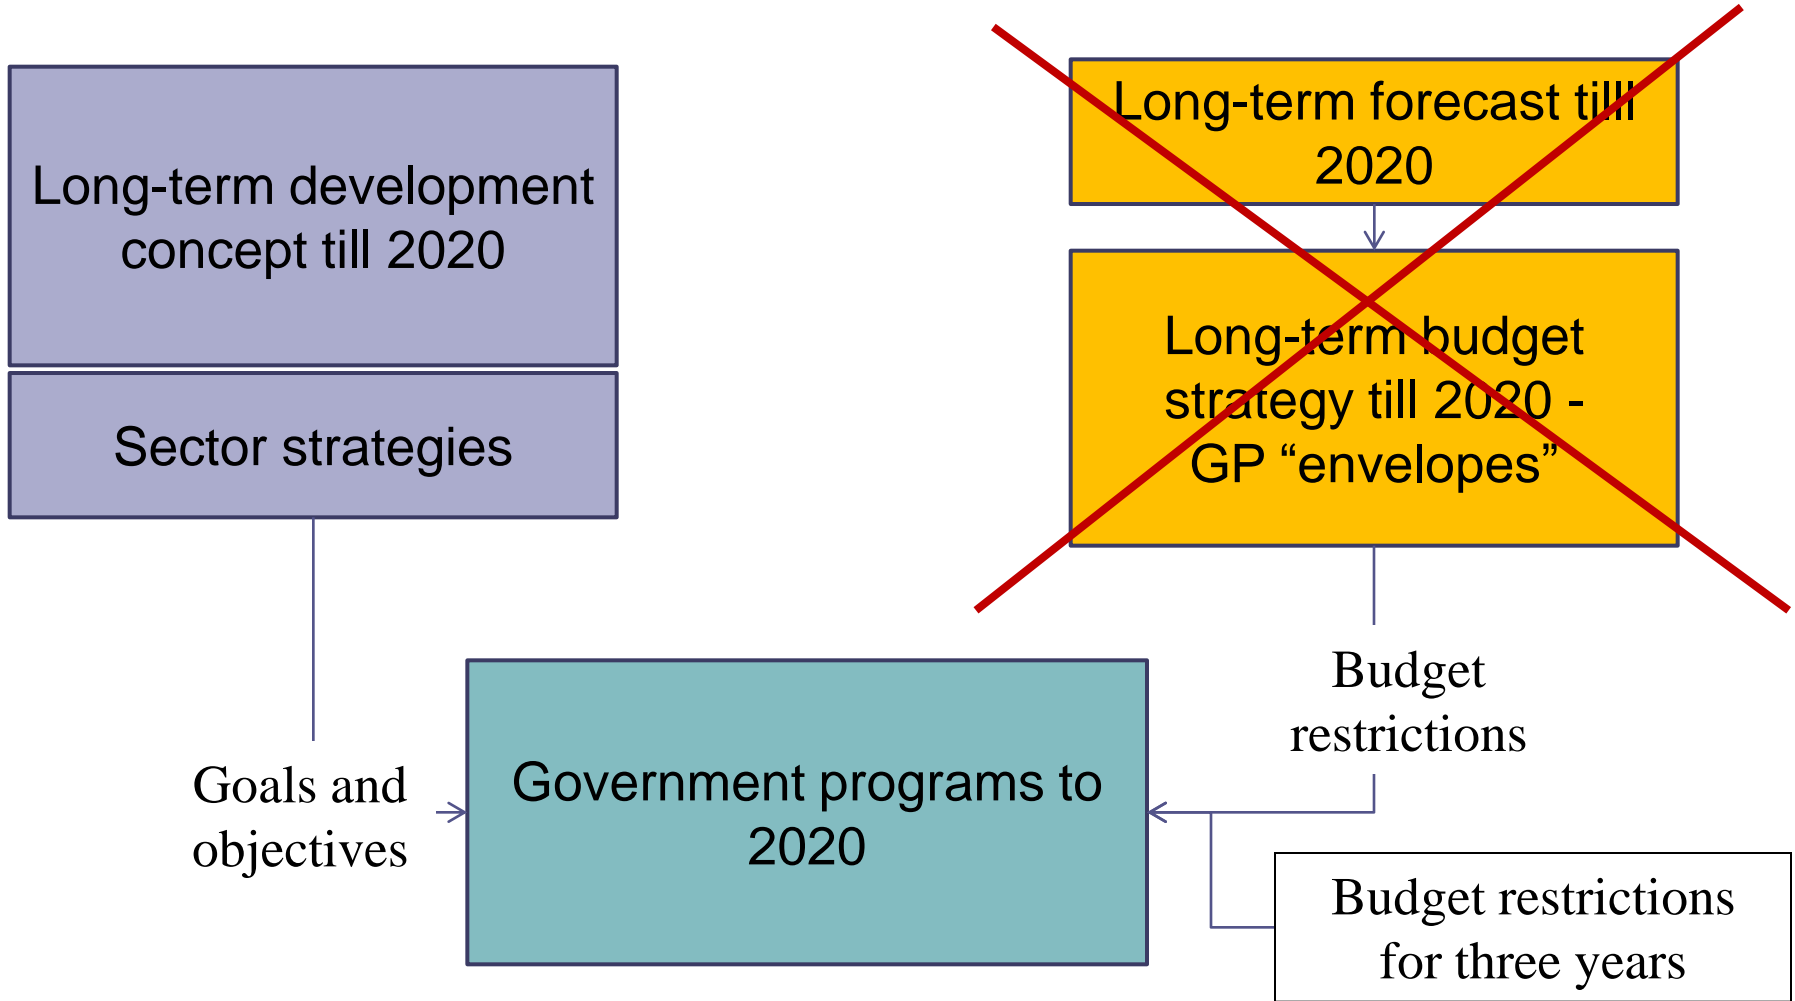 Long-term development
concept till 2020
Sector strategies
Long-term forecast tilll
2020
Long-term budget
strategy till 2020 -
GP “envelopes”
Goals and
objectives
Government programs to
2020
Budget
restrictions
Budget restrictions
for three years